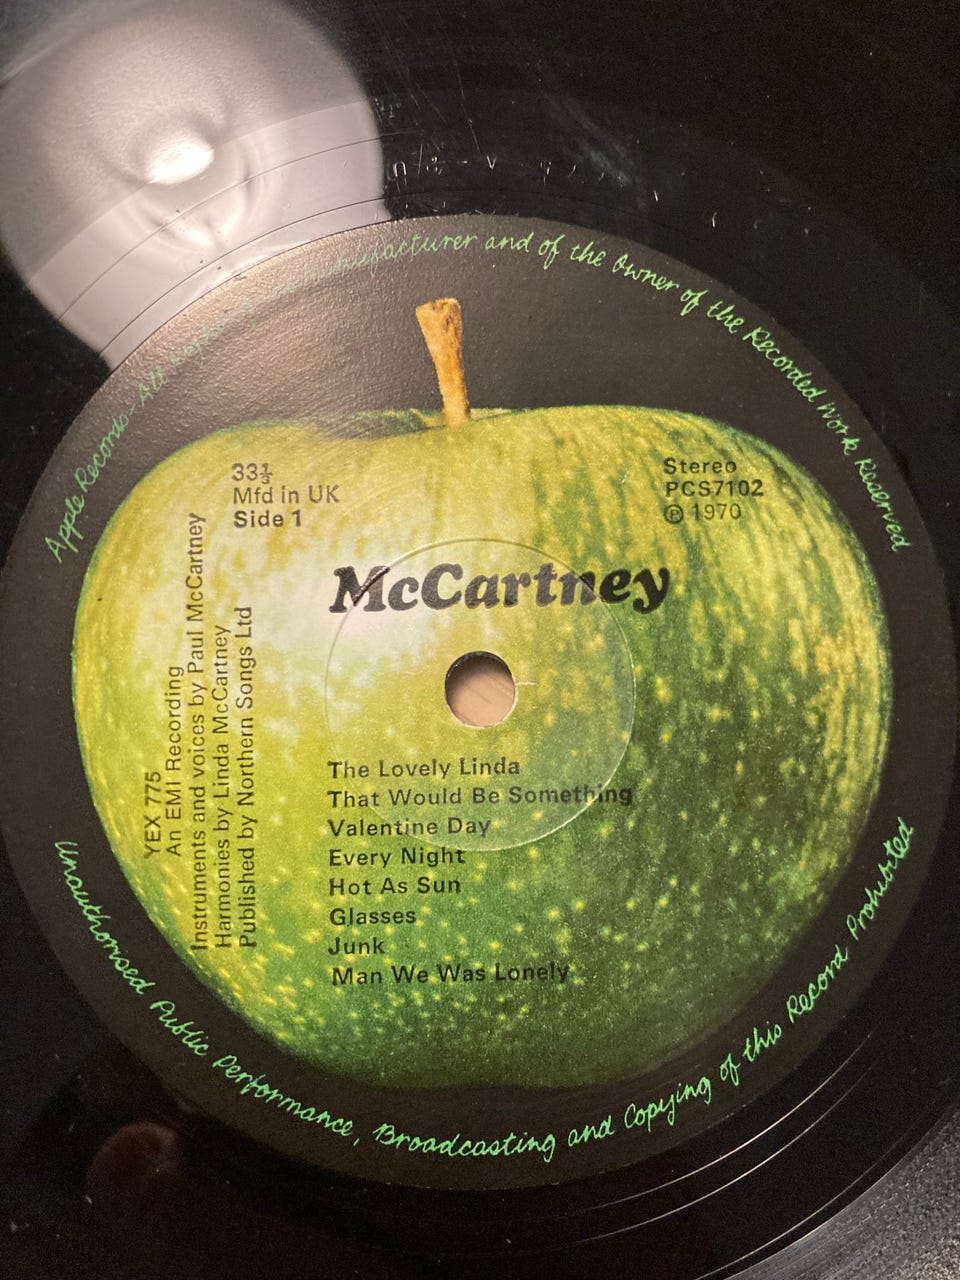 Apple Records-All Manufacturer and of the Owner of the Recorded Work Reserved
33⅓
Mfd in UK
Side 1
Stereo
PCS7102
℗ 1970
McCartney
YEX 775
An EMI Recording
Instruments and voices by Paul McCartney
Harmonies by Linda McCartney
Published by Northern Songs Ltd
The Lovely Linda
That Would Be Something
Valentine Day
Every Night
Hot As Sun
Glasses
Junk
Man We Was Lonely
Unauthorised Public Performance, Broadcasting and Copying of this Record Prohibited